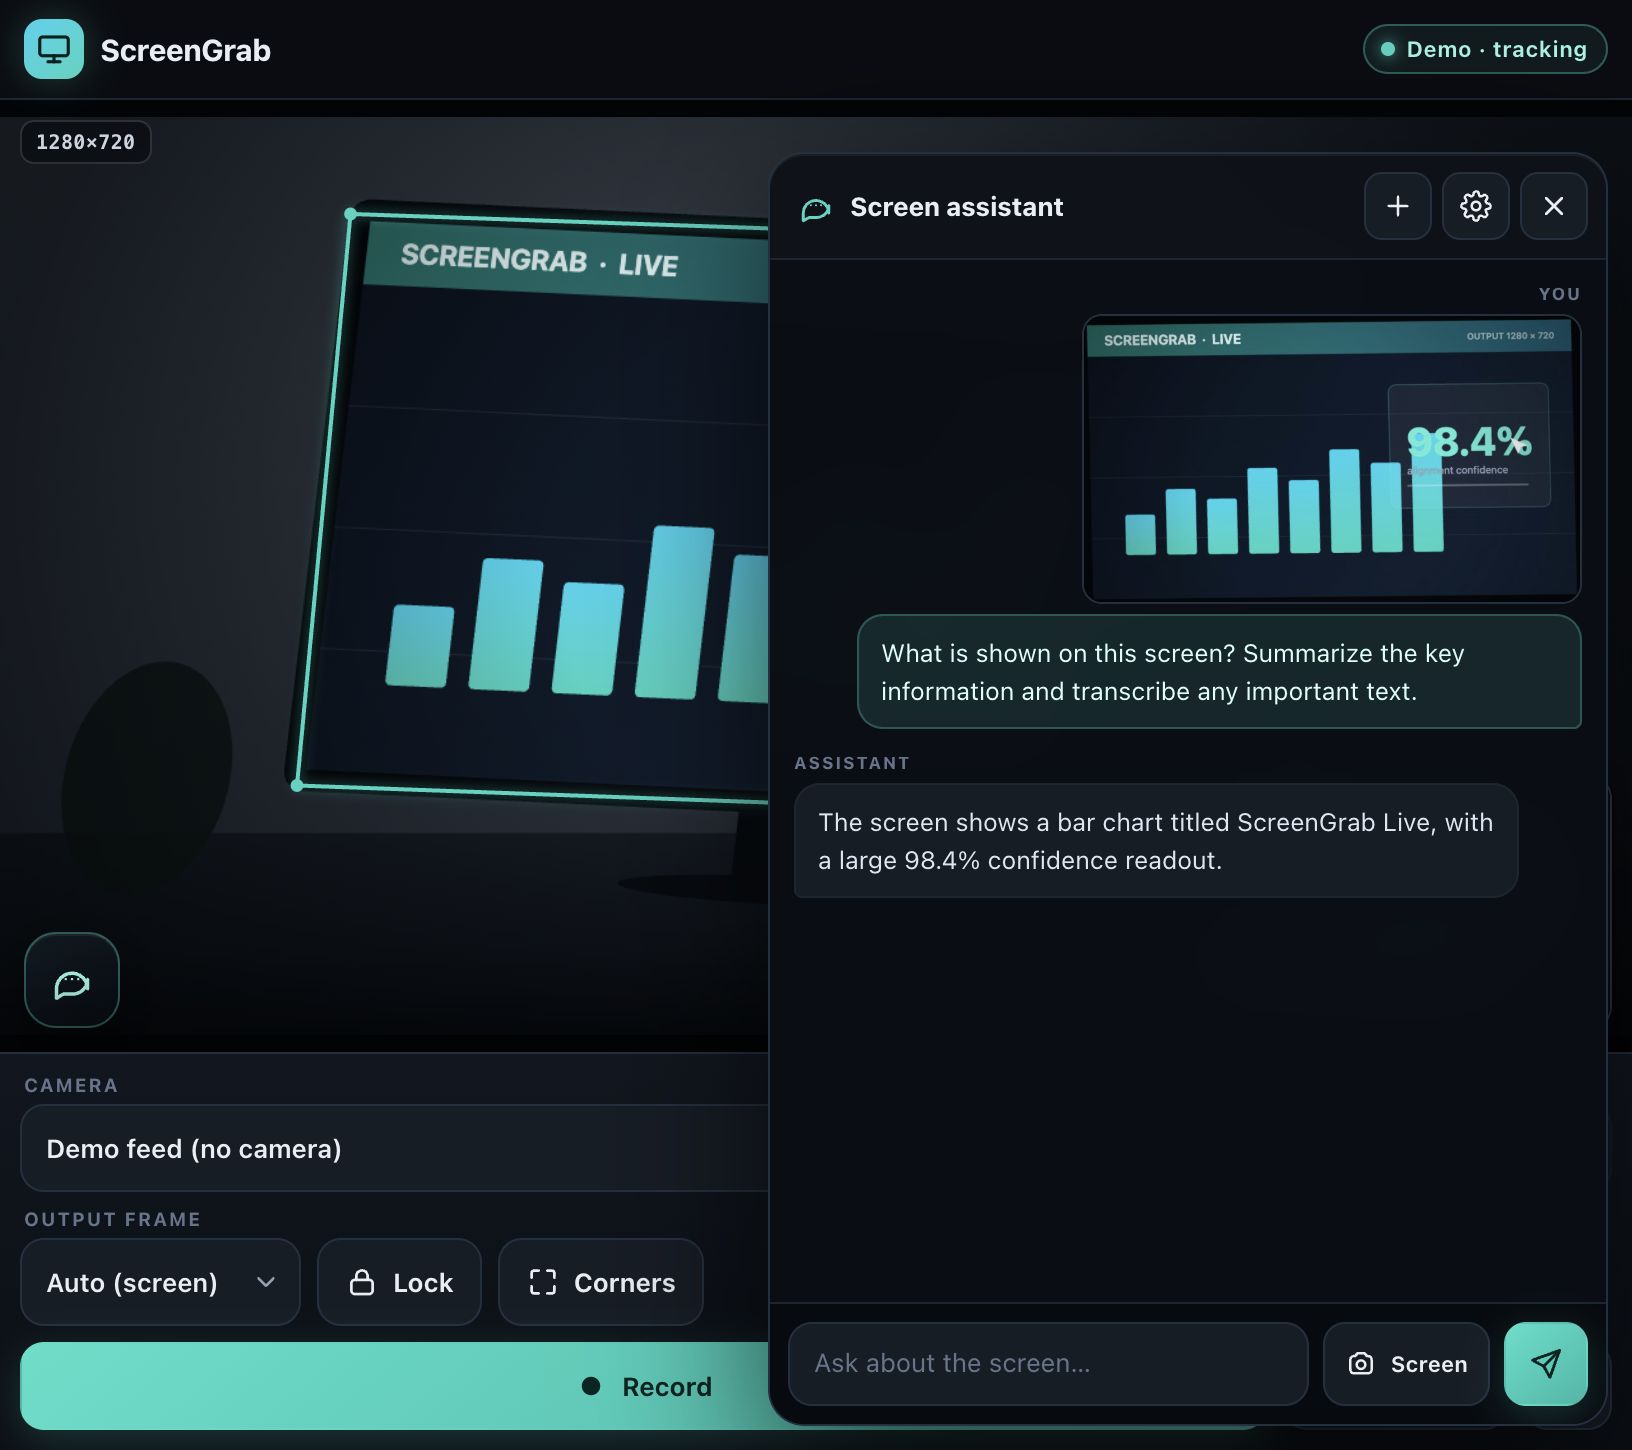 ScreenGrab
Demo · tracking
1280×720
SCREENGRAB · LIVE
Screen assistant
YOU
SCREENGRAB · LIVE
OUTPUT 1280 × 720
98.4%
alignment confidence
What is shown on this screen? Summarize the key
information and transcribe any important text.
ASSISTANT
The screen shows a bar chart titled ScreenGrab Live, with
a large 98.4% confidence readout.
CAMERA
Demo feed (no camera)
OUTPUT FRAME
Auto (screen)
Lock
Corners
Record
Ask about the screen...
Screen